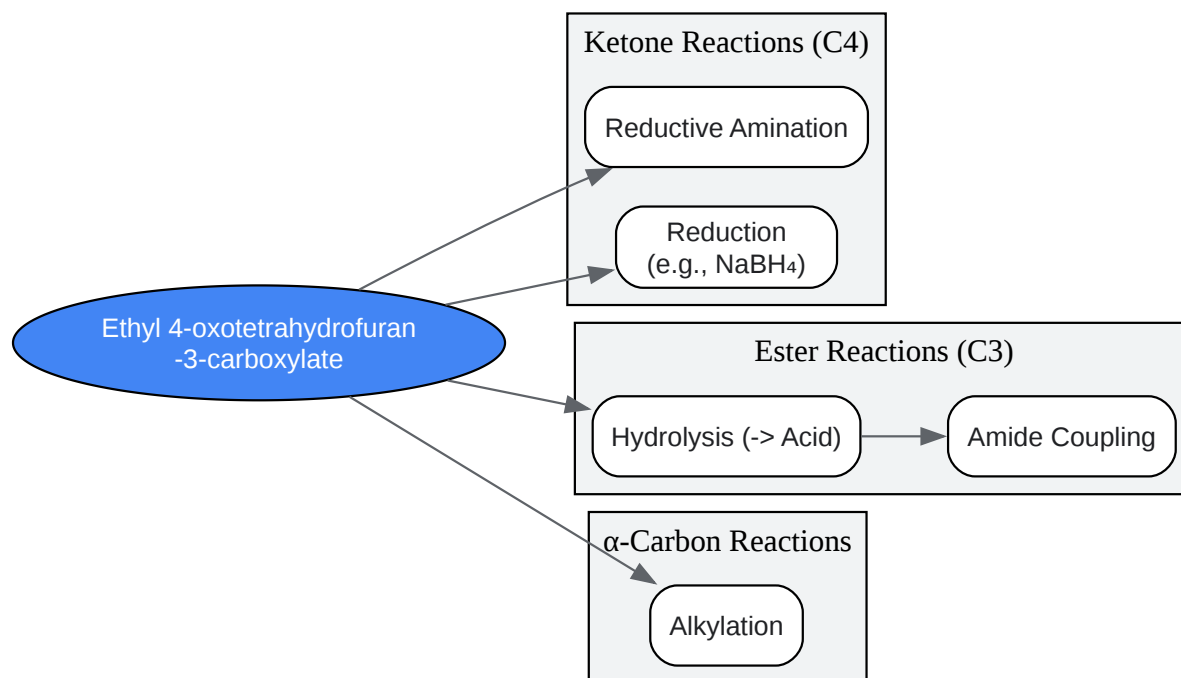 Ketone Reactions (C4)
Reductive Amination
Reduction
(e.g., NaBH₄)
Ethyl 4-oxotetrahydrofuran
-3-carboxylate
Ester Reactions (C3)
Hydrolysis (-> Acid)
Amide Coupling
α-Carbon Reactions
Alkylation